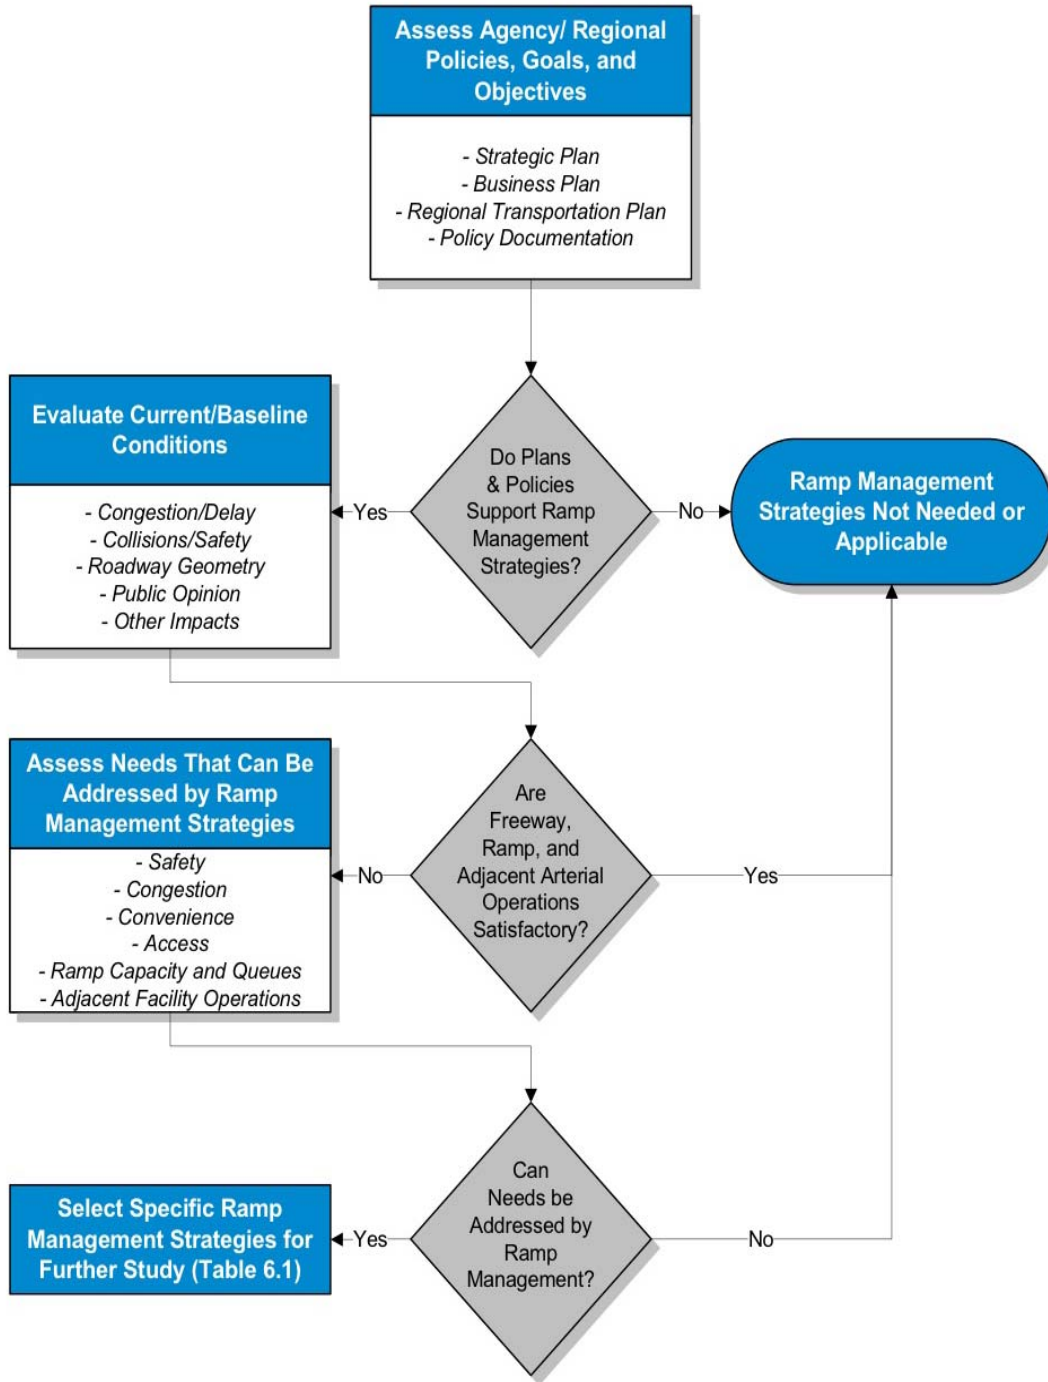 Assess Agency/ Regional
Policies, Goals, and
Objectives
- Strategic Plan
- Business Plan
- Regional Transportation Plan
- Policy Documentation
Evaluate Current/Baseline
Conditions
- Congestion/Delay
- Collisions/Safety
- Roadway Geometry
- Public Opinion
- Other Impacts
Yes
Do Plans
& Policies
Support Ramp
Management
Strategies?
No
Ramp Management
Strategies Not Needed or
Applicable
Assess Needs That Can Be
Addressed by Ramp
Management Strategies
- Safety
- Congestion
- Convenience
- Access
- Ramp Capacity and Queues
- Adjacent Facility Operations
No
Are
Freeway,
Ramp, and
Adjacent Arterial
Operations
Satisfactory?
Yes
Select Specific Ramp
Management Strategies for
Further Study (Table 6.1)
Yes
Can
Needs be
Addressed by
Ramp
Management?
No